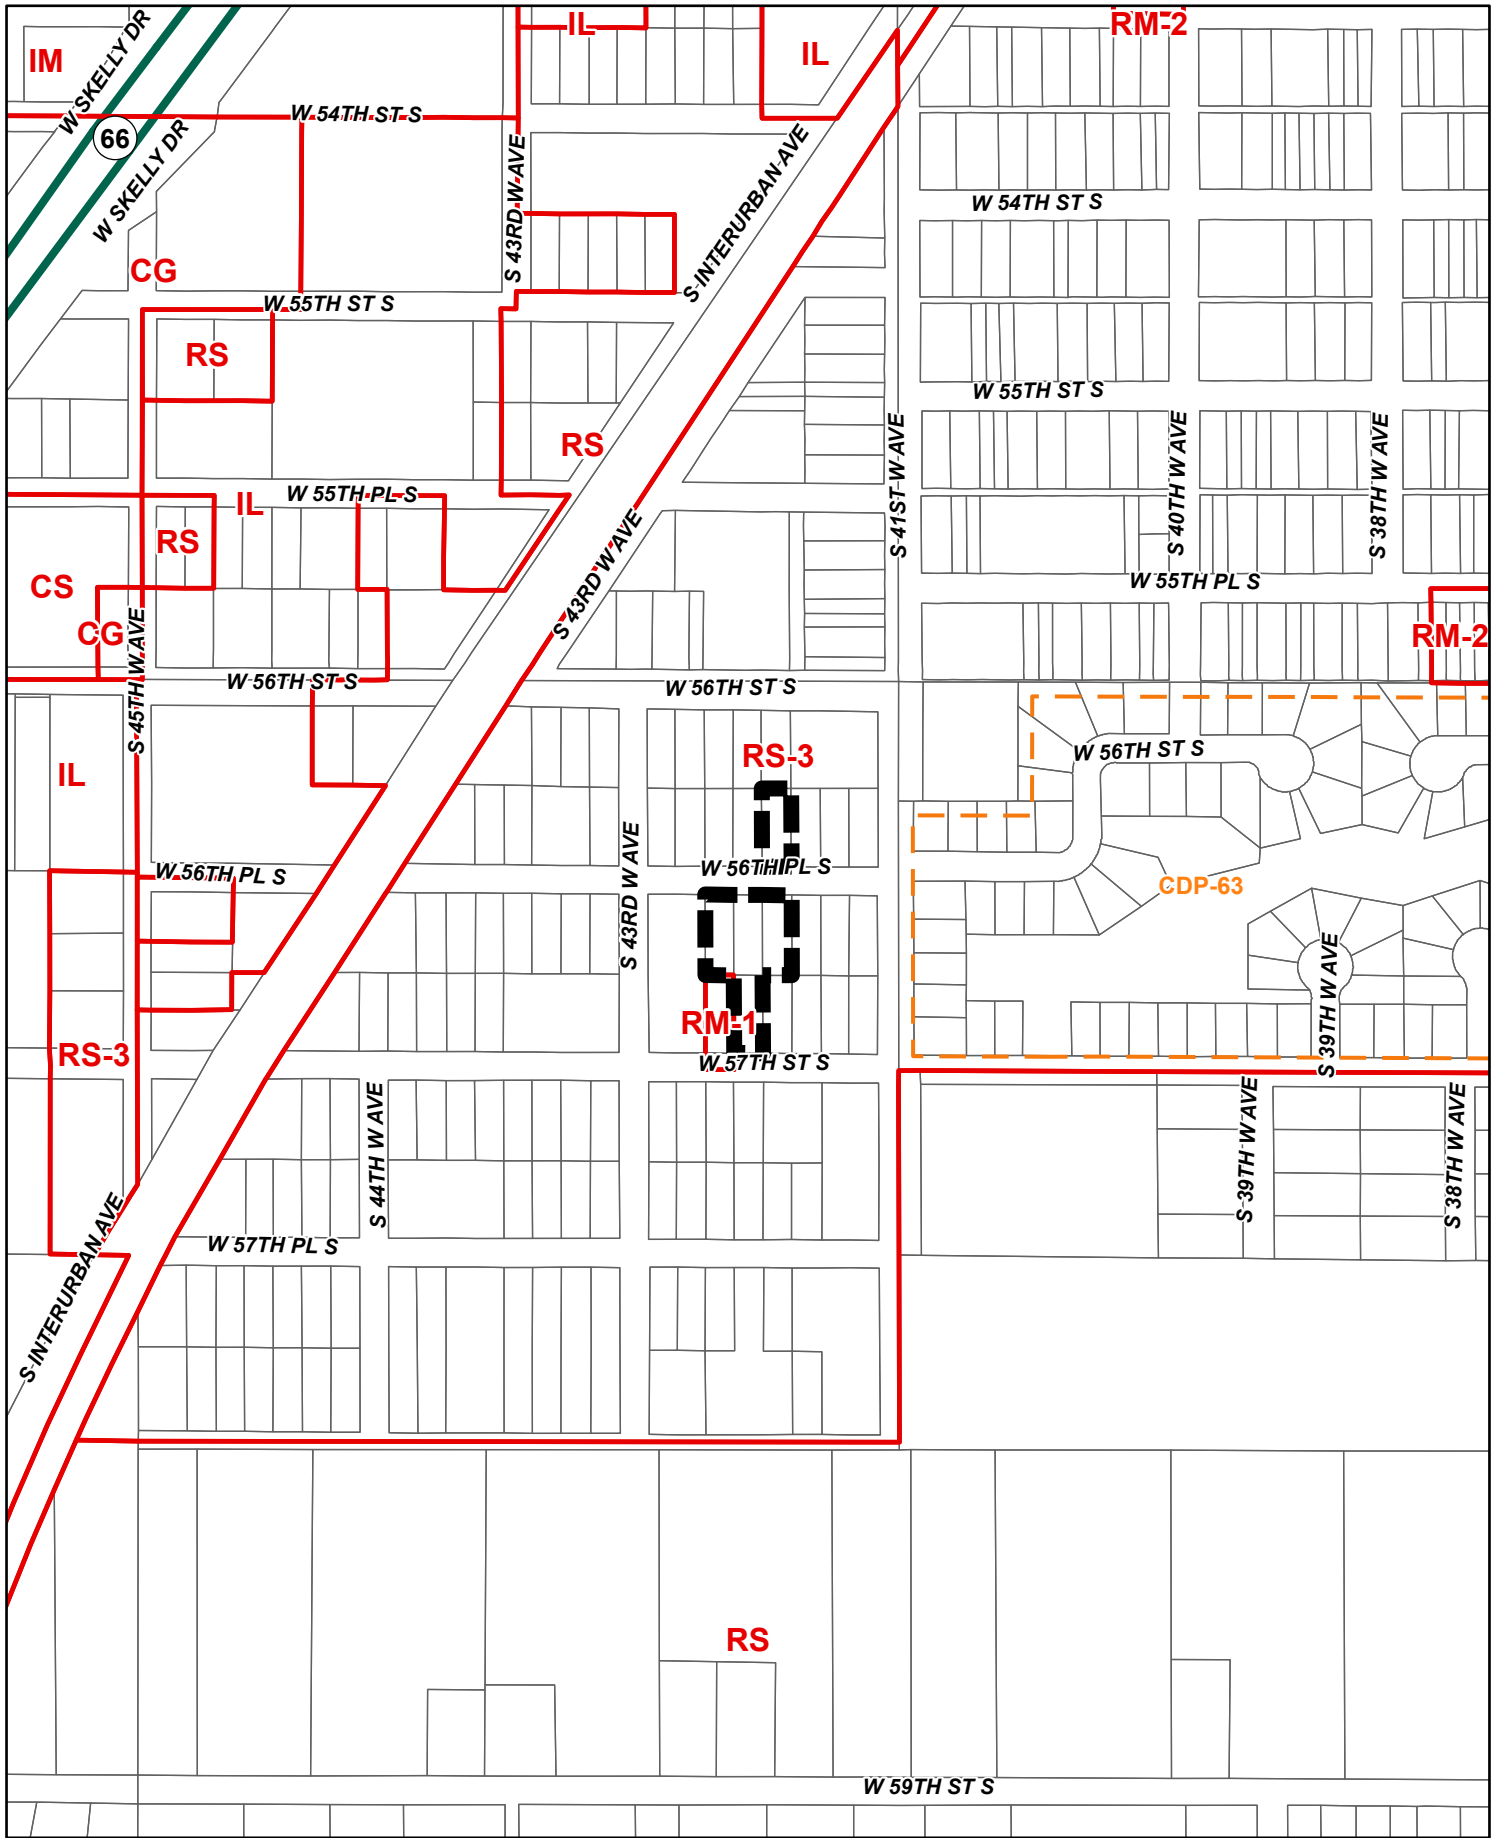 RM-2
IL
W SKELLY DR
IM
IL
W 54TH ST S
66
W SKELLY DR
S 43RD W AVE
S INTERURBAN AVE
W 54TH ST S
CG
W 55TH ST S
RS
W 55TH ST S
RS
S 41ST W AVE
S 40TH W AVE
S 38TH W AVE
W 55TH PL S
IL
RS
S 43RD W AVE
W 55TH PL S
CS
CG
RM-2
S 45TH W AVE
W 56TH ST S
W 56TH ST S
RS-3
W 56TH ST S
IL
S 43RD W AVE
W 56TH PL S
W 56TH PL S
CDP-63
RM-1
S 39TH W AVE
RS-3
W 57TH ST S
S 44TH W AVE
S 39TH W AVE
S 38TH W AVE
W 57TH PL S
S INTERURBAN AVE
RS
W 59TH ST S